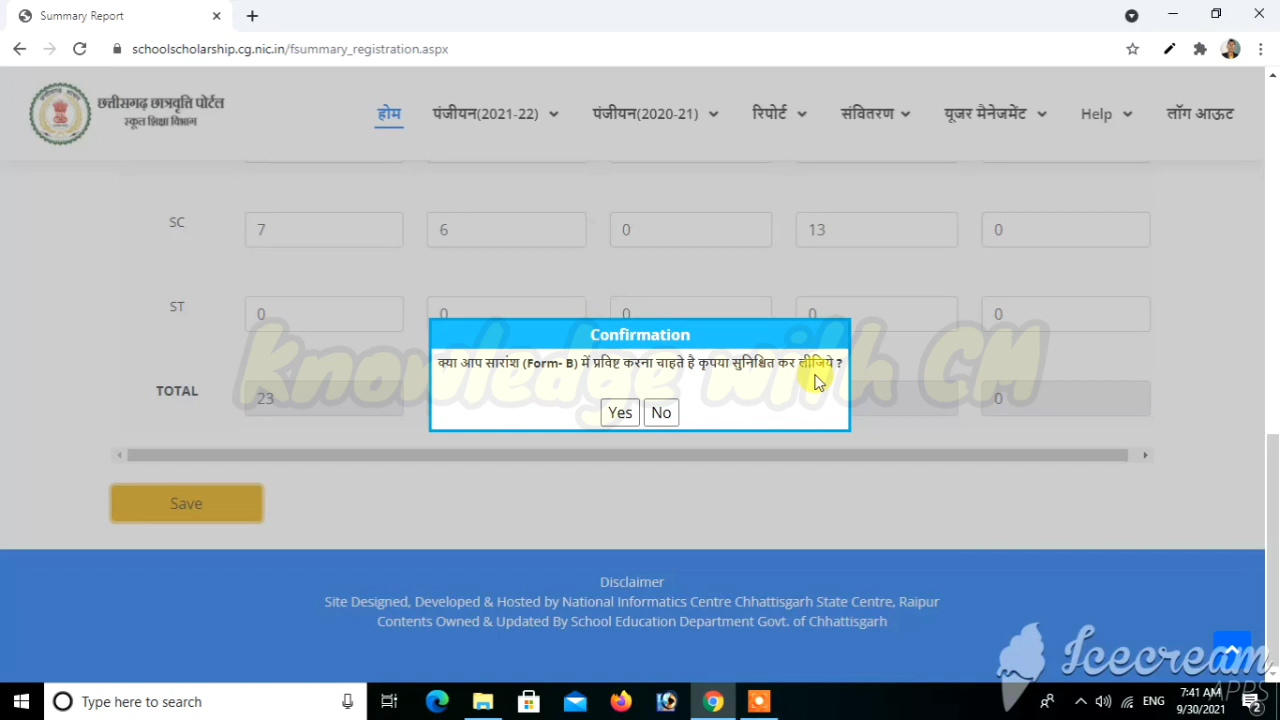 Summary Report
schoolscholarship.cg.nic.in/fsummary_registration.aspx
छत्तीसगढ़ छात्रवृत्ति पोर्टल
स्कूल शिक्षा विभाग
होम
पंजीयन(2021-22)
पंजीयन(2020-21)
रिपोर्ट
संवितरण
यूजर मैनेजमेंट
Help
लॉग आऊट
SC 7 6 0 13 0
ST 0 0 0 0 0
Confirmation
क्या आप सारांश (Form- B) में प्रविष्ट करना चाहते है कृपया सुनिश्चित कर लीजिये ?
Yes No
Knowledge with CM
TOTAL 23 0
Save
Disclaimer
Site Designed, Developed & Hosted by National Informatics Centre Chhattisgarh State Centre, Raipur
Contents Owned & Updated By School Education Department Govt. of Chhattisgarh
Icecream
APPS
Type here to search
ENG
7:41 AM
9/30/2021
2